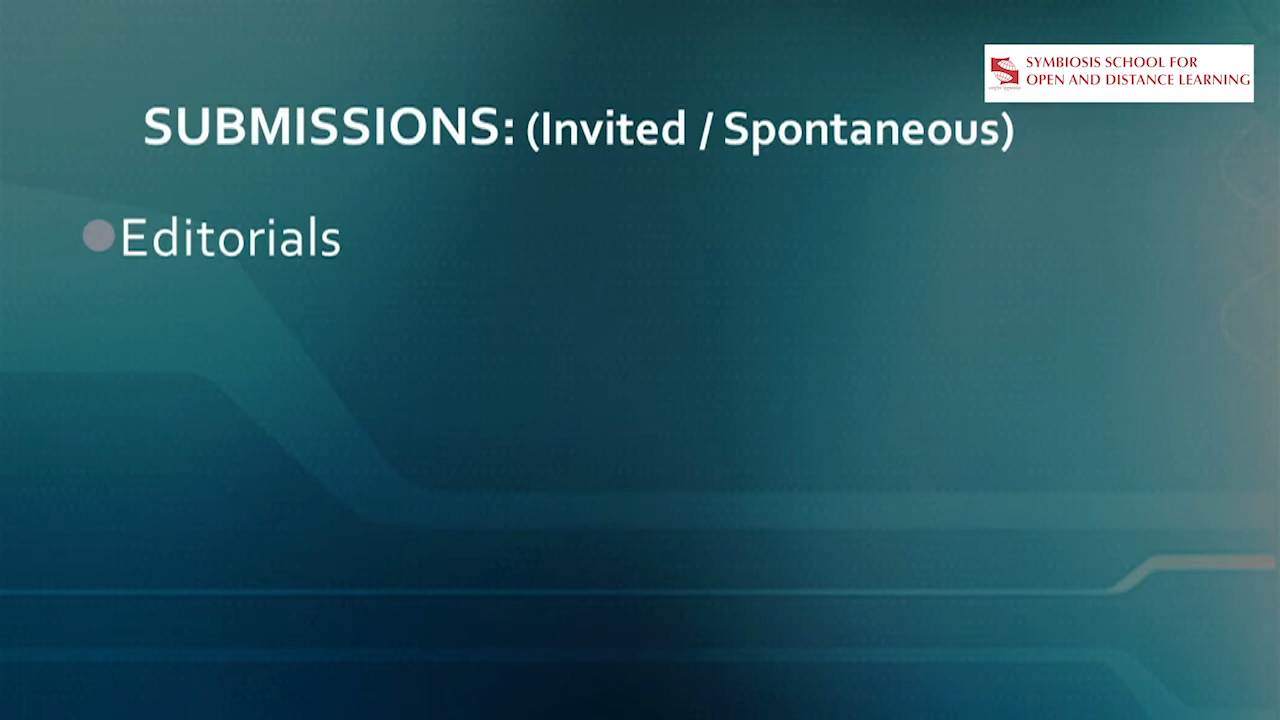 SYMBIOSIS SCHOOL FOR
OPEN AND DISTANCE LEARNING
SUBMISSIONS: (Invited / Spontaneous)
Editorials